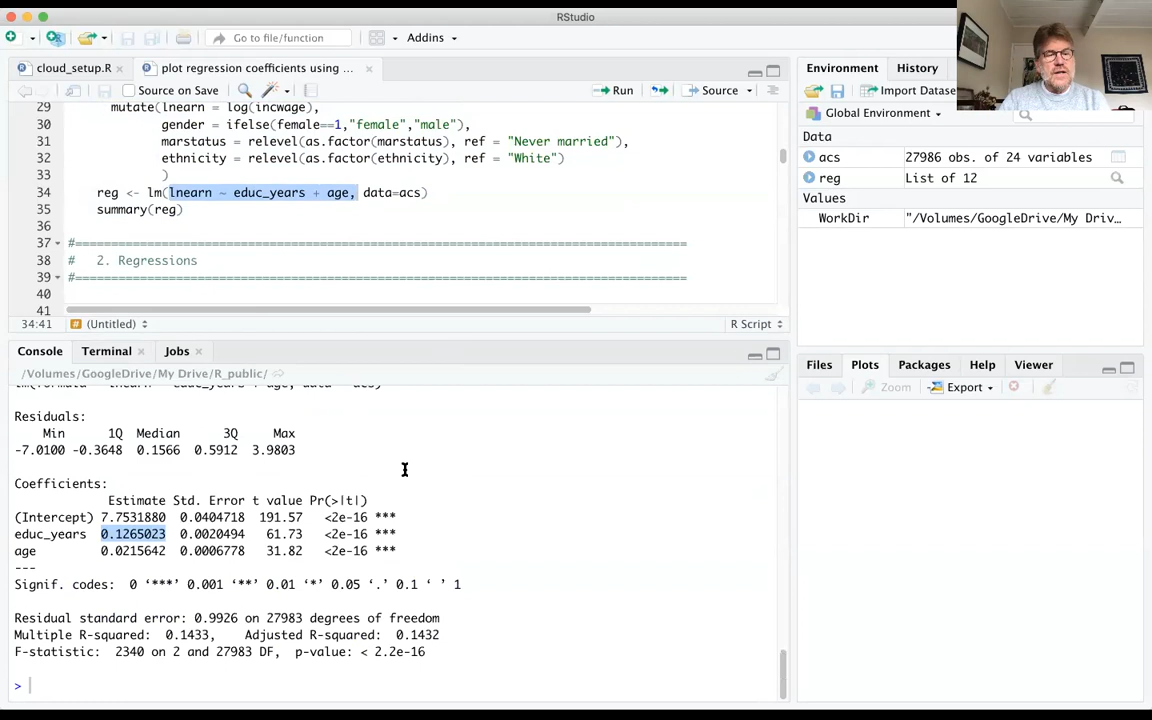 RStudio
Go to file/function
Addins
cloud_setup.R
plot regression coefficients using ...
Source on Save
Run
Source
29 mutate(lnearn = log(incwage),
30 gender = ifelse(female==1,"female","male"),
31 marstatus = relevel(as.factor(marstatus), ref = "Never married"),
32 ethnicity = relevel(as.factor(ethnicity), ref = "White")
33 )
34 reg <- lm(lnearn ~ educ_years + age, data=acs)
35 summary(reg)
36
37 #===================================================================================
38 # 2. Regressions
39 #===================================================================================
40
41
34:41 # (Untitled) R Script
Console Terminal Jobs
/Volumes/GoogleDrive/My Drive/R_public/
lm(formula = lnearn ~ educ_years + age, data = acs)
Residuals:
Min 1Q Median 3Q Max
-7.0100 -0.3648 0.1566 0.5912 3.9803
Coefficients:
Estimate Std. Error t value Pr(>|t|)
(Intercept) 7.7531880 0.0404718 191.57 <2e-16 ***
educ_years 0.1265023 0.0020494 61.73 <2e-16 ***
age 0.0215642 0.0006778 31.82 <2e-16 ***
---
Signif. codes: 0 ‘***’ 0.001 ‘**’ 0.01 ‘*’ 0.05 ‘.’ 0.1 ‘ ’ 1
Residual standard error: 0.9926 on 27983 degrees of freedom
Multiple R-squared: 0.1433, Adjusted R-squared: 0.1432
F-statistic: 2340 on 2 and 27983 DF, p-value: < 2.2e-16
>
Environment History
Import Datase
Global Environment
Data
acs 27986 obs. of 24 variables
reg List of 12
Values
WorkDir "/Volumes/GoogleDrive/My Driv…
Files Plots Packages Help Viewer
Zoom Export